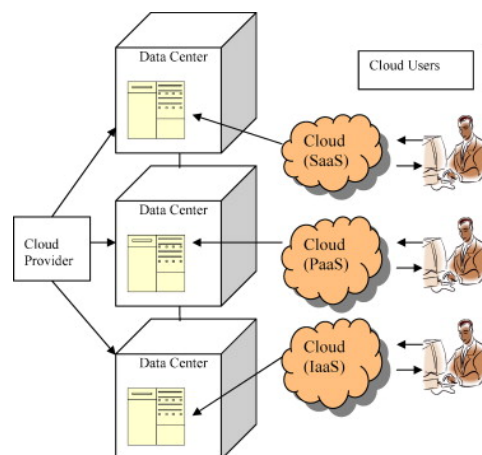 Data Center
Cloud Users
Cloud
(SaaS)
Data Center
Cloud
Provider
Cloud
(PaaS)
Data Center
Cloud
(IaaS)